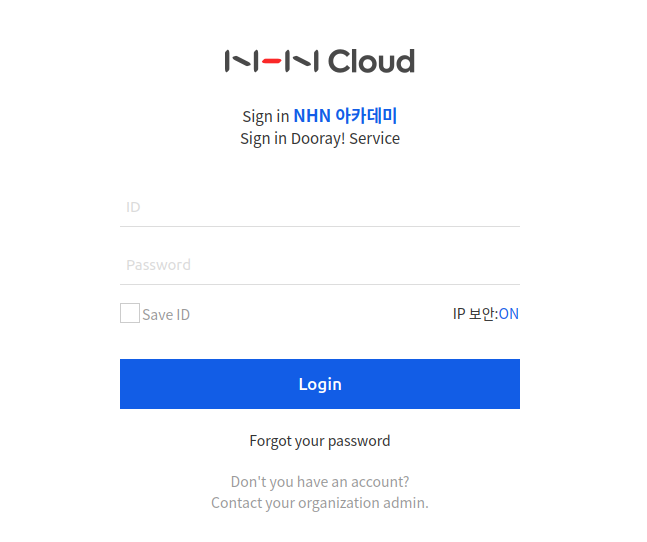 NHN Cloud
Sign in NHN 아카데미
Sign in Dooray! Service
ID
Password
Save ID
IP 보안:ON
Login
Forgot your password
Don't you have an account?
Contact your organization admin.